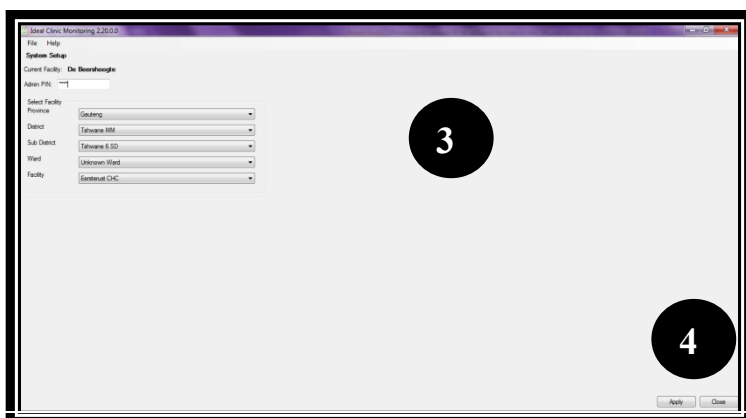 Ideal Clinic Monitoring 2.20.0.0
File Help
System Setup
Current Facility: De Beershoogte
Admin PIN: ****
Select Facility
Province Gauteng
District Tshwane MM
Sub District Tshwane 6 SD
Ward Unknown Ward
Facility Eersterust CHC
3
4
Apply Close